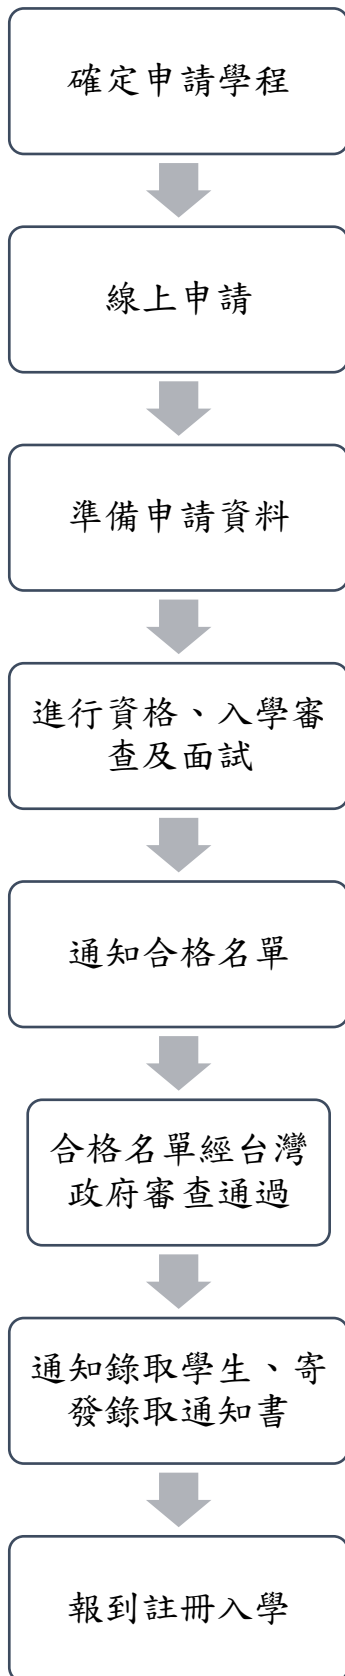 確定申請學程
線上申請
準備申請資料
進行資格、入學審
查及面試
通知合格名單
合格名單經台灣
政府審查通過
通知錄取學生、寄
發錄取通知書
報到註冊入學